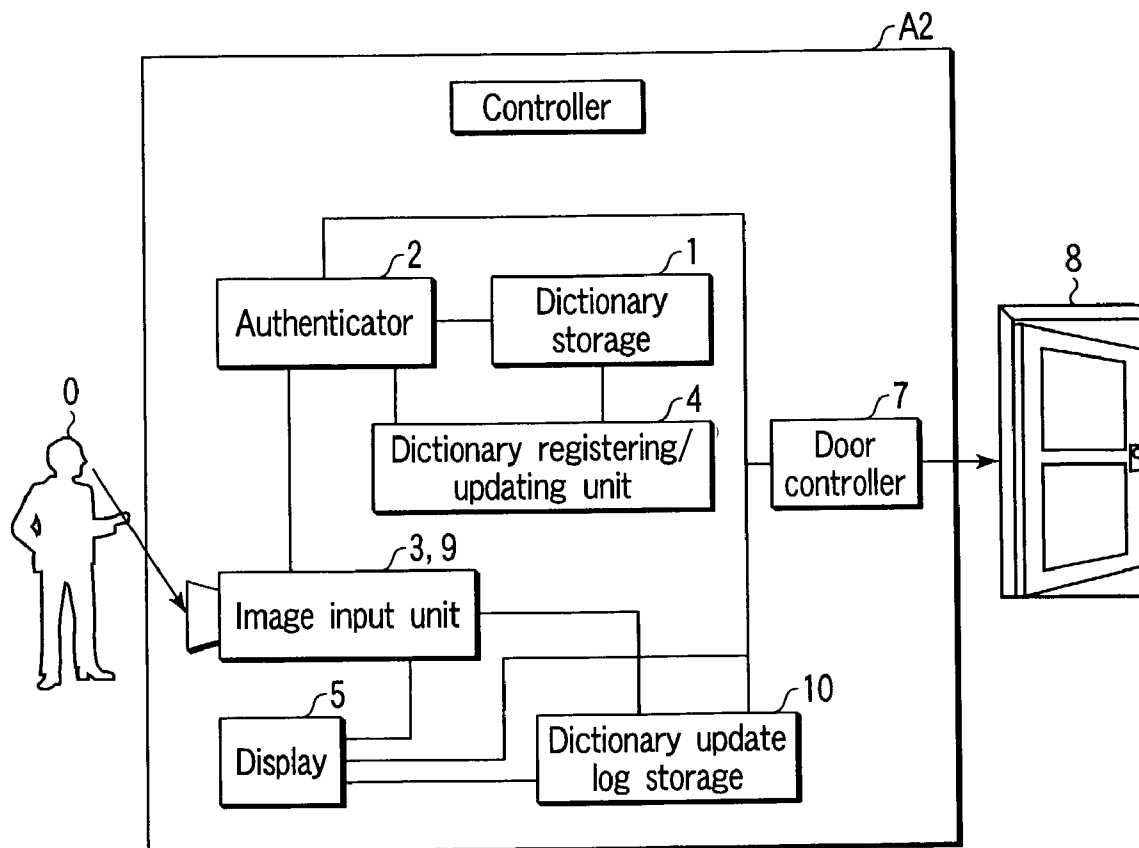 A2
Controller
2
1
Authenticator
Dictionary
storage
8
0
4
7
Dictionary registering/
updating unit
Door
controller
3, 9
Image input unit
5
10
Display
Dictionary update
log storage